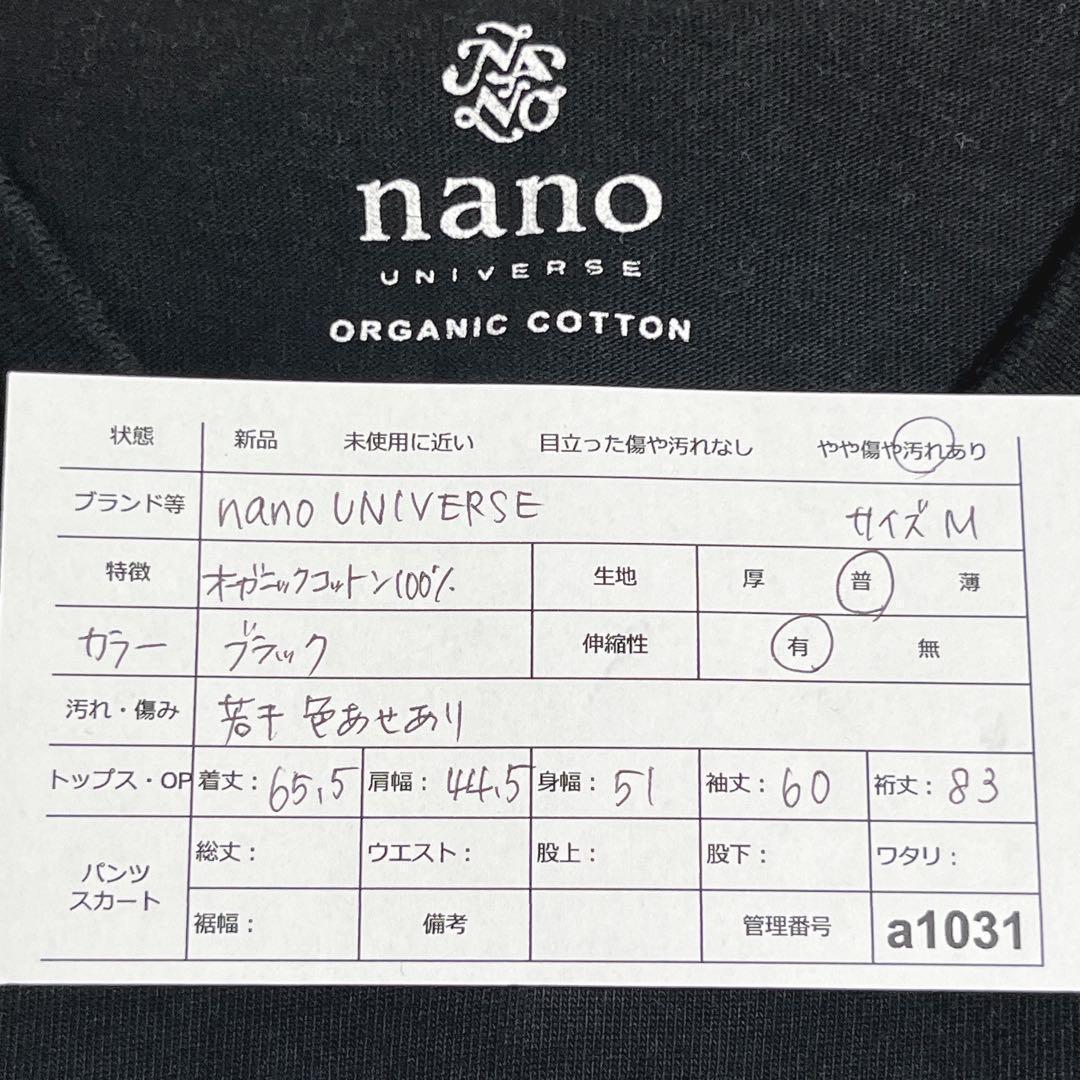 NANO
nano
UNIVERSE
ORGANIC COTTON
状態 新品 未使用に近い 目立った傷や汚れなし やや傷や汚れあり
ブランド等 nano UNIVERSE サイズ M
特徴 オーガニックコットン100% 生地 厚 普 薄
カラー ブラック 伸縮性 有 無
汚れ・傷み 若干 色あせあり
トップス・OP 着丈：65,5 肩幅：44,5 身幅：51 袖丈：60 裄丈：83
パンツ スカート 総丈： ウエスト： 股上： 股下： ワタリ：
裾幅： 備考 管理番号 a1031